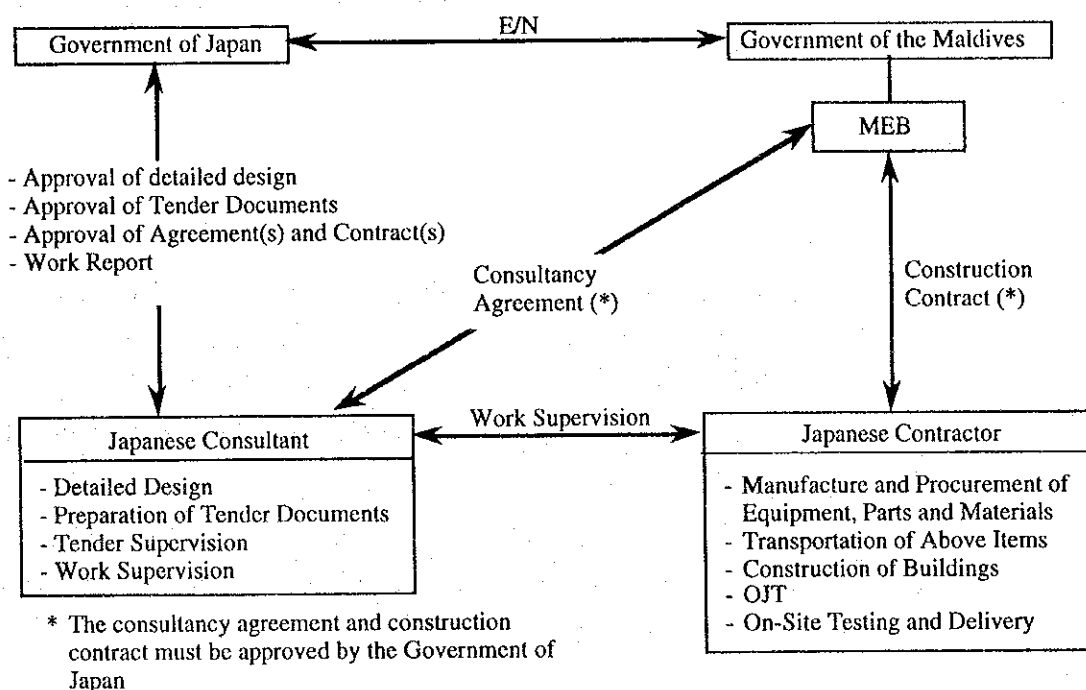 E/N
Government of Japan
Government of the Maldives
MEB
- Approval of detailed design
- Approval of Tender Documents
- Approval of Agreement(s) and Contract(s)
- Work Report
Consultancy
Agreement (*)
Construction
Contract (*)
Work Supervision
Japanese Consultant
- Detailed Design
- Preparation of Tender Documents
- Tender Supervision
- Work Supervision
Japanese Contractor
- Manufacture and Procurement of
Equipment, Parts and Materials
- Transportation of Above Items
- Construction of Buildings
- OJT
- On-Site Testing and Delivery
* The consultancy agreement and construction
contract must be approved by the Government of
Japan